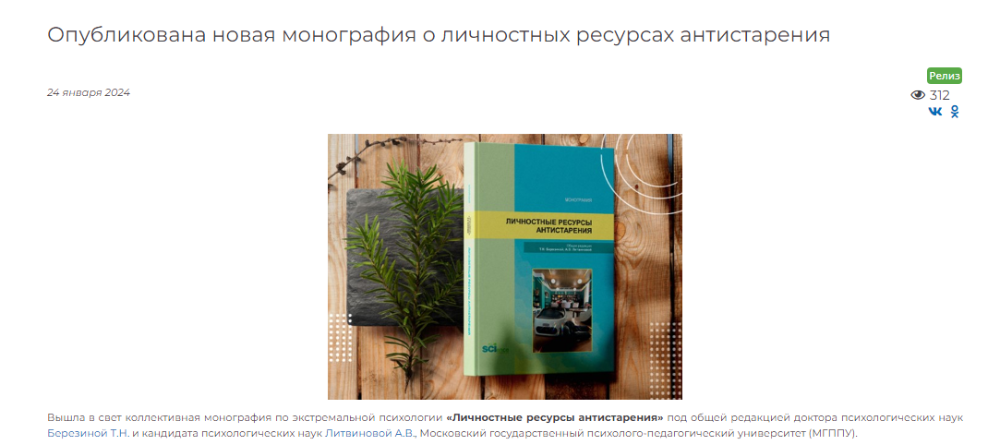 Опубликована новая монография о личностных ресурсах антистарения
Релиз
24 января 2024
312
МОНОГРАФИЯ
ЛИЧНОСТНЫЕ РЕСУРСЫ
АНТИСТАРЕНИЯ
sci
Вышла в свет коллективная монография по экстремальной психологии «Личностные ресурсы антистарения» под общей редакцией доктора психологических наук
Березиной Т.Н. и кандидата психологических наук Литвиновой А.В., Московский государственный психолого-педагогический университет (МГППУ).